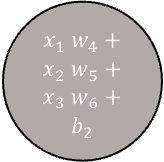 x₁ w₄ +
x₂ w₅ +
x₃ w₆ +
b₂